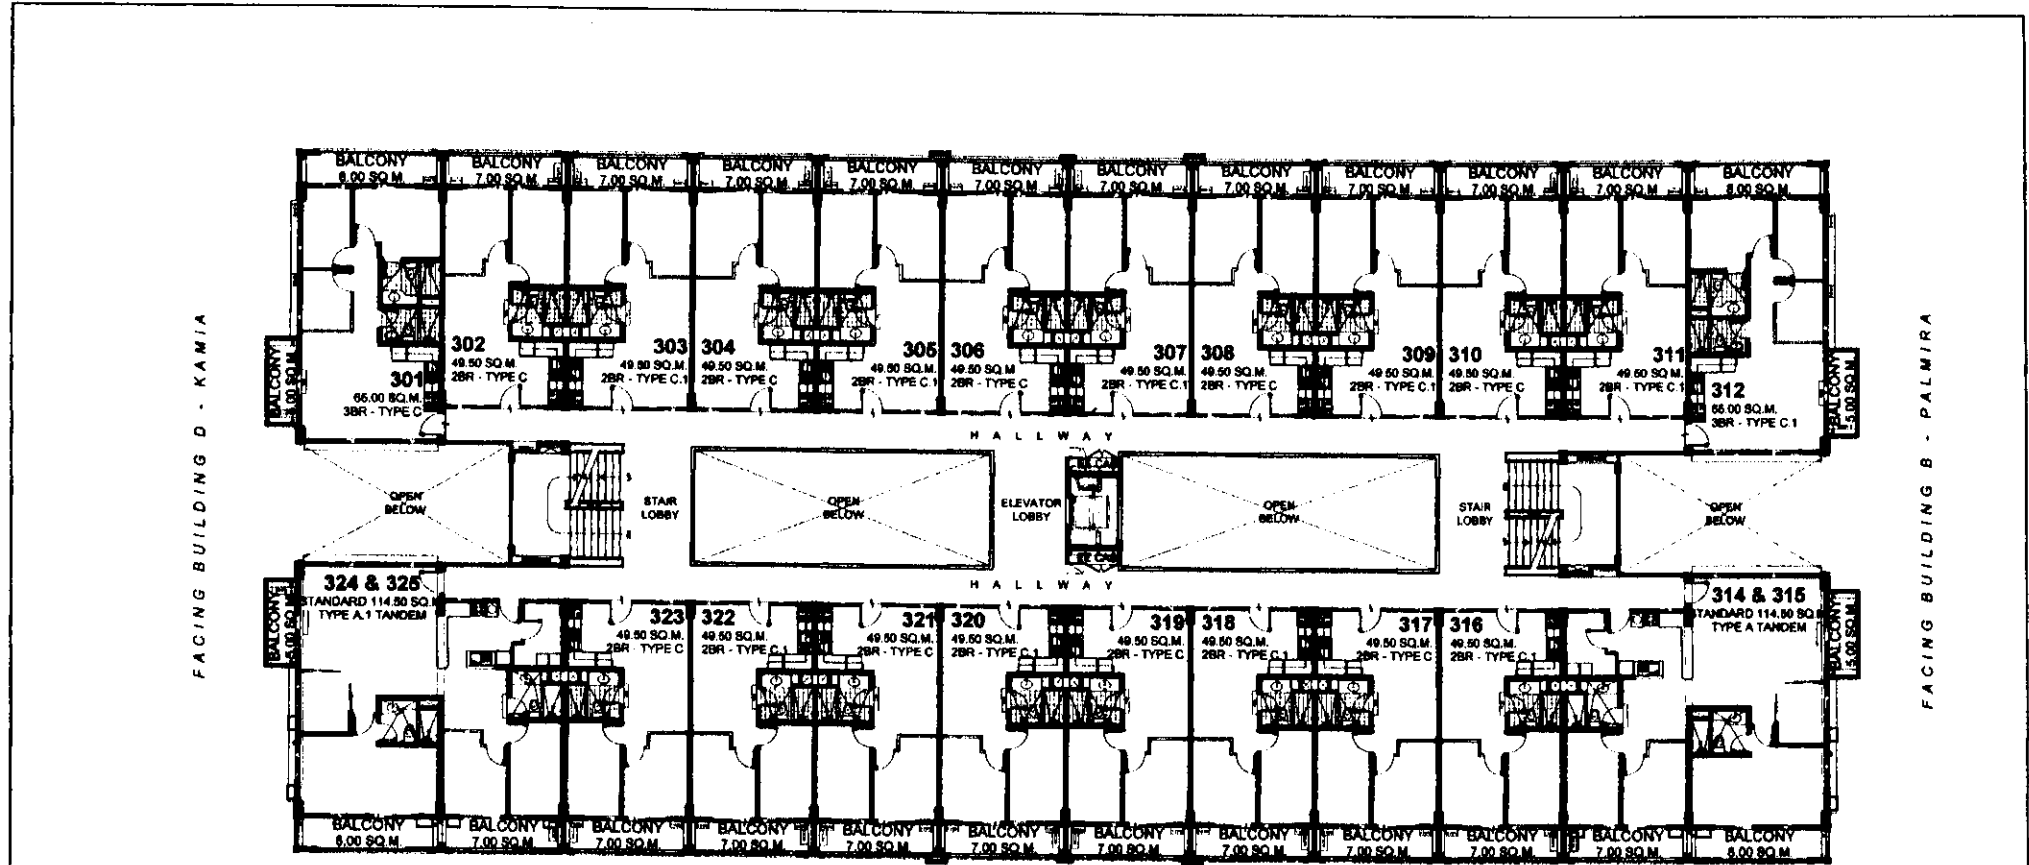 BALCONY
8.00 SQ.M
BALCONY
7.00 SQ.M
BALCONY
7.00 SQ.M
BALCONY
7.00 SQ.M
BALCONY
7.00 SQ.M
BALCONY
7.00 SQ.M
BALCONY
7.00 SQ.M
BALCONY
7.00 SQ.M
BALCONY
7.00 SQ.M
BALCONY
7.00 SQ.M
BALCONY
7.00 SQ.M
BALCONY
8.00 SQ.M
FACING BUILDING D - KAMIA
BALCONY
5.00 SQ.M
301
65.00 SQ.M.
3BR - TYPE C
302
49.50 SQ.M.
2BR - TYPE C
303
49.50 SQ.M.
2BR - TYPE C.1
304
49.50 SQ.M.
2BR - TYPE C
305
49.50 SQ.M.
2BR - TYPE C.1
306
49.50 SQ.M
2BR - TYPE C
307
49.50 SQ.M.
2BR - TYPE C.1
308
49.50 SQ.M.
2BR - TYPE C
309
49.50 SQ.M.
2BR - TYPE C.1
310
49.50 SQ.M.
2BR - TYPE C
311
49.50 SQ.M.
2BR - TYPE C.1
312
65.00 SQ.M.
3BR - TYPE C.1
BALCONY
5.00 SQ.M
FACING BUILDING B - PALMIRA
HALLWAY
OPEN
BELOW
STAIR
LOBBY
OPEN
BELOW
ELEVATOR
LOBBY
OPEN
BELOW
STAIR
LOBBY
OPEN
BELOW
HALLWAY
BALCONY
5.00 SQ.M
324 & 325
STANDARD 114.50 SQ.M
TYPE A.1 TANDEM
323
49.50 SQ.M.
2BR - TYPE C
322
49.50 SQ.M.
2BR - TYPE C.1
321
49.50 SQ.M.
2BR - TYPE C
320
49.50 SQ.M.
2BR - TYPE C.1
319
49.50 SQ.M.
2BR - TYPE C
318
49.50 SQ.M.
2BR - TYPE C.1
317
49.50 SQ.M.
2BR - TYPE C
316
49.50 SQ.M.
2BR - TYPE C.1
314 & 315
STANDARD 114.50 SQ
TYPE A TANDEM
BALCONY
5.00 SQ.M
BALCONY
8.00 SQ.M
BALCONY
7.00 SQ.M
BALCONY
7.00 SQ.M
BALCONY
7.00 SQ.M
BALCONY
7.00 SQ.M
BALCONY
7.00 SQ.M
BALCONY
7.00 SQ.M
BALCONY
7.00 SQ.M
BALCONY
7.00 SQ.M
BALCONY
7.00 SQ.M
BALCONY
7.00 SQ.M
BALCONY
8.00 SQ.M